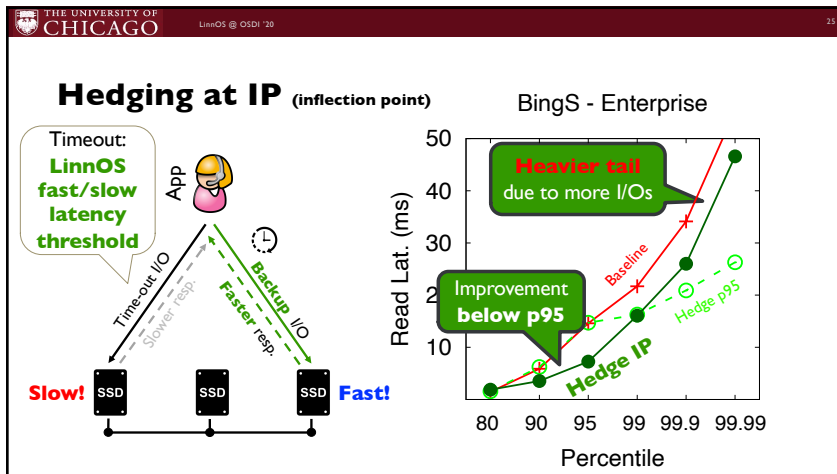 THE UNIVERSITY OF
CHICAGO
LinnOS @ OSDI '20
25
Hedging at IP (inflection point)
Timeout:
LinnOS
fast/slow
latency
threshold
App
Time-out I/O
Slower resp.
Backup I/O
Faster resp.
Slow!
SSD
SSD
SSD
Fast!
BingS - Enterprise
Read Lat. (ms)
50
40
30
20
10
Heavier tail
due to more I/Os
Baseline
Improvement
below p95
Hedge p95
Hedge IP
80 90 95 99 99.9 99.99
Percentile